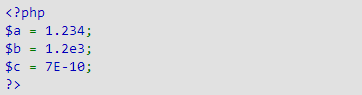 <?php
$a = 1.234;
$b = 1.2e3;
$c = 7E-10;
?>